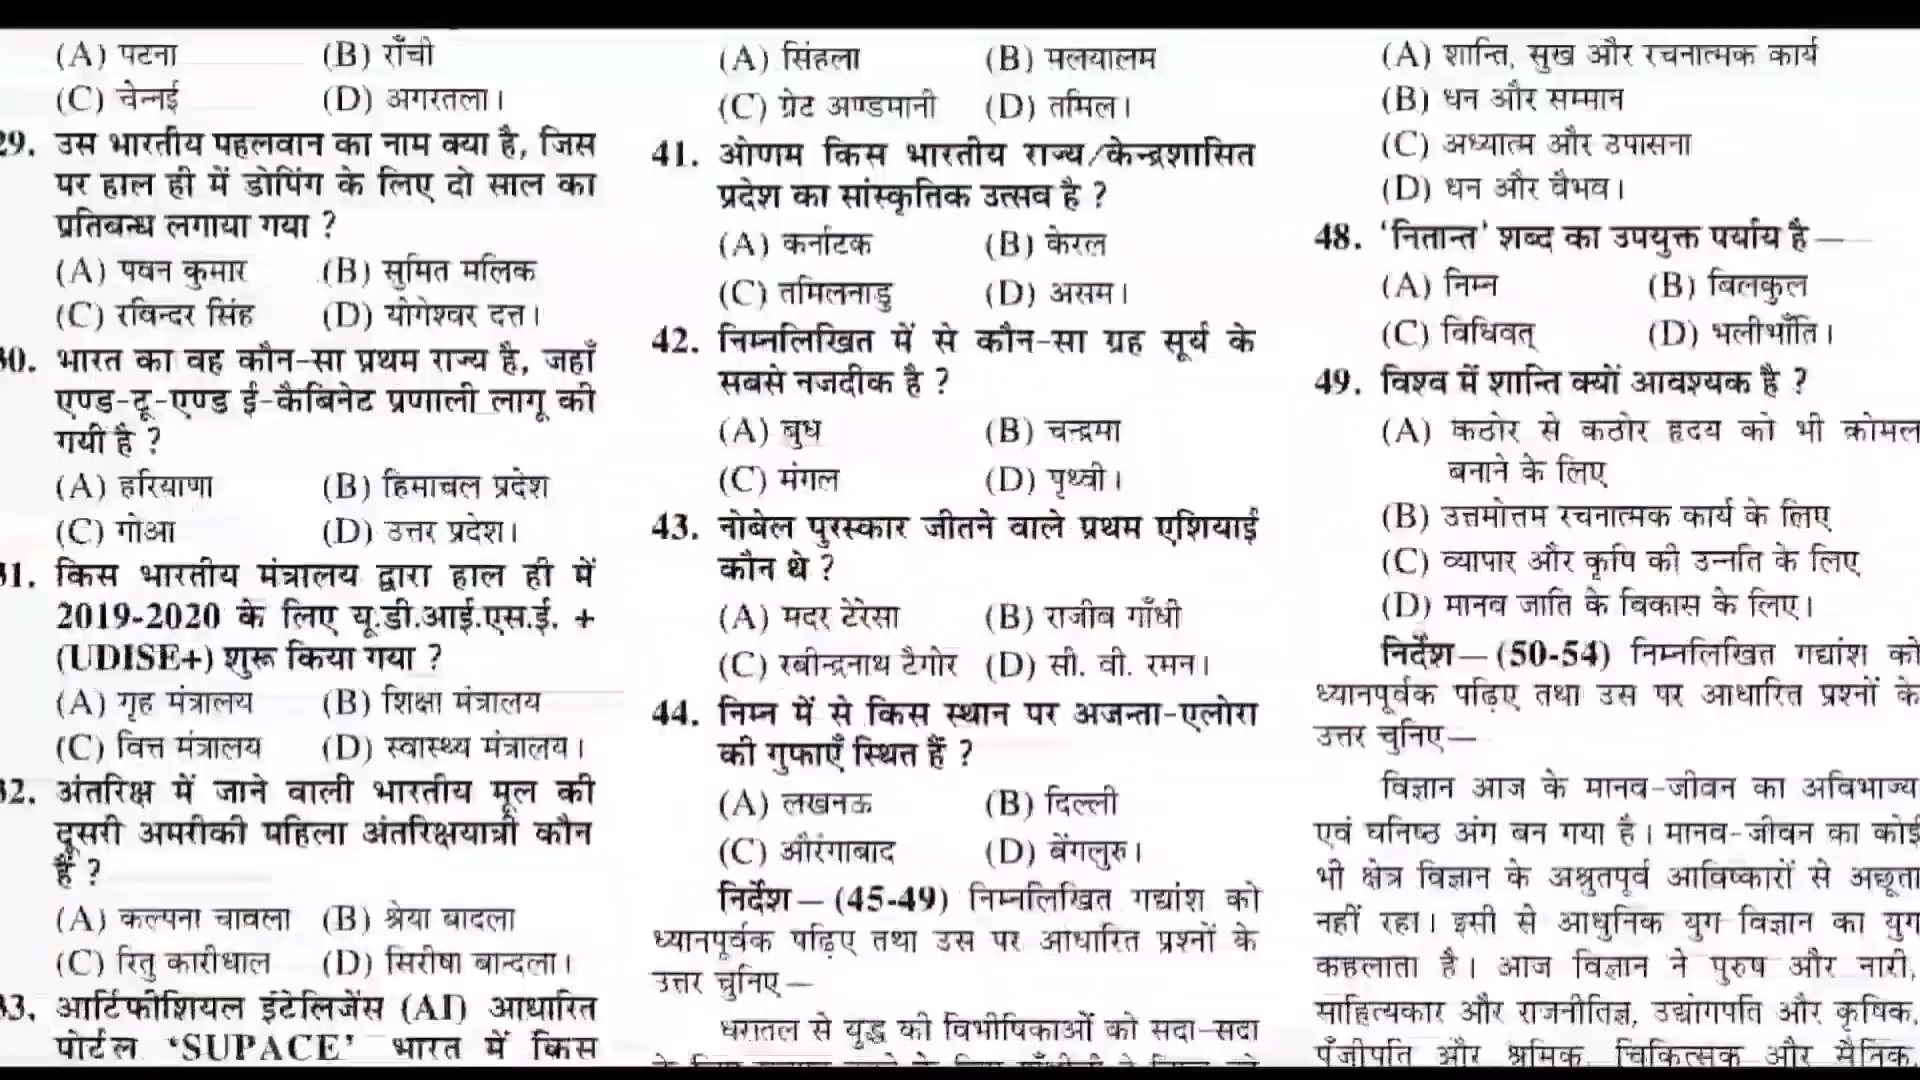 (A) पटना (B) राँची
(C) चेन्नई (D) अगरतला।
29. उस भारतीय पहलवान का नाम क्या है, जिस
पर हाल ही में डोपिंग के लिए दो साल का
प्रतिबन्ध लगाया गया ?
(A) पवन कुमार (B) सुमित मलिक
(C) रविन्दर सिंह (D) योगेश्वर दत्त।
30. भारत का वह कौन-सा प्रथम राज्य है, जहाँ
एण्ड-टू-एण्ड ई-कैबिनेट प्रणाली लागू की
गयी है ?
(A) हरियाणा (B) हिमाचल प्रदेश
(C) गोआ (D) उत्तर प्रदेश।
31. किस भारतीय मंत्रालय द्वारा हाल ही में
2019-2020 के लिए यू.डी.आई.एस.ई. +
(UDISE+) शुरू किया गया ?
(A) गृह मंत्रालय (B) शिक्षा मंत्रालय
(C) वित्त मंत्रालय (D) स्वास्थ्य मंत्रालय।
32. अंतरिक्ष में जाने वाली भारतीय मूल की
दूसरी अमरीकी महिला अंतरिक्षयात्री कौन
हैं ?
(A) कल्पना चावला (B) श्रेया बादला
(C) रितु कारीधाल (D) सिरीषा बान्दला।
33. आर्टिफीशियल इंटेलिजेंस (AI) आधारित
पोर्टल 'SUPACE' भारत में किस
(A) सिंहला (B) मलयालम
(C) ग्रेट अण्डमानी (D) तमिल।
41. ओणम किस भारतीय राज्य/केन्द्रशासित
प्रदेश का सांस्कृतिक उत्सव है ?
(A) कर्नाटक (B) केरल
(C) तमिलनाडु (D) असम।
42. निम्नलिखित में से कौन-सा ग्रह सूर्य के
सबसे नजदीक है ?
(A) बुध (B) चन्द्रमा
(C) मंगल (D) पृथ्वी।
43. नोबेल पुरस्कार जीतने वाले प्रथम एशियाई
कौन थे ?
(A) मदर टेरेसा (B) राजीव गाँधी
(C) रबीन्द्रनाथ टैगोर (D) सी. वी. रमन।
44. निम्न में से किस स्थान पर अजन्ता-एलोरा
की गुफाएँ स्थित हैं ?
(A) लखनऊ (B) दिल्ली
(C) औरंगाबाद (D) बेंगलुरु।
निर्देश— (45-49) निम्नलिखित गद्यांश को
ध्यानपूर्वक पढ़िए तथा उस पर आधारित प्रश्नों के
उत्तर चुनिए—
धरातल से युद्ध की विभीषिकाओं को सदा-सदा
(A) शान्ति, सुख और रचनात्मक कार्य
(B) धन और सम्मान
(C) अध्यात्म और उपासना
(D) धन और वैभव।
48. 'नितान्त' शब्द का उपयुक्त पर्याय है—
(A) निम्न (B) बिलकुल
(C) विधिवत् (D) भलीभाँति।
49. विश्व में शान्ति क्यों आवश्यक है ?
(A) कठोर से कठोर हृदय को भी कोमल
बनाने के लिए
(B) उत्तमोत्तम रचनात्मक कार्य के लिए
(C) व्यापार और कृषि की उन्नति के लिए
(D) मानव जाति के विकास के लिए।
निर्देश— (50-54) निम्नलिखित गद्यांश को
ध्यानपूर्वक पढ़िए तथा उस पर आधारित प्रश्नों के
उत्तर चुनिए—
विज्ञान आज के मानव-जीवन का अविभाज्य
एवं घनिष्ठ अंग बन गया है। मानव-जीवन का कोई
भी क्षेत्र विज्ञान के अश्रुतपूर्व आविष्कारों से अछूता
नहीं रहा। इसी से आधुनिक युग विज्ञान का युग
कहलाता है। आज विज्ञान ने पुरुष और नारी,
साहित्यकार और राजनीतिज्ञ, उद्योगपति और कृषिक,
पूँजीपति और श्रमिक, चिकित्सक और सैनिक,